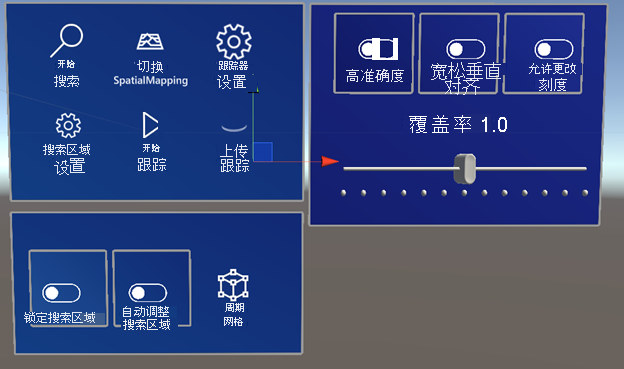 开始
搜索
切换
SpatialMapping
跟踪器
设置
搜索区域
设置
开始
跟踪
上传
跟踪
高准确度
宽松垂直
对齐
允许更改
刻度
覆盖率 1.0
锁定搜索区域
自动调整
搜索区域
周期
网格